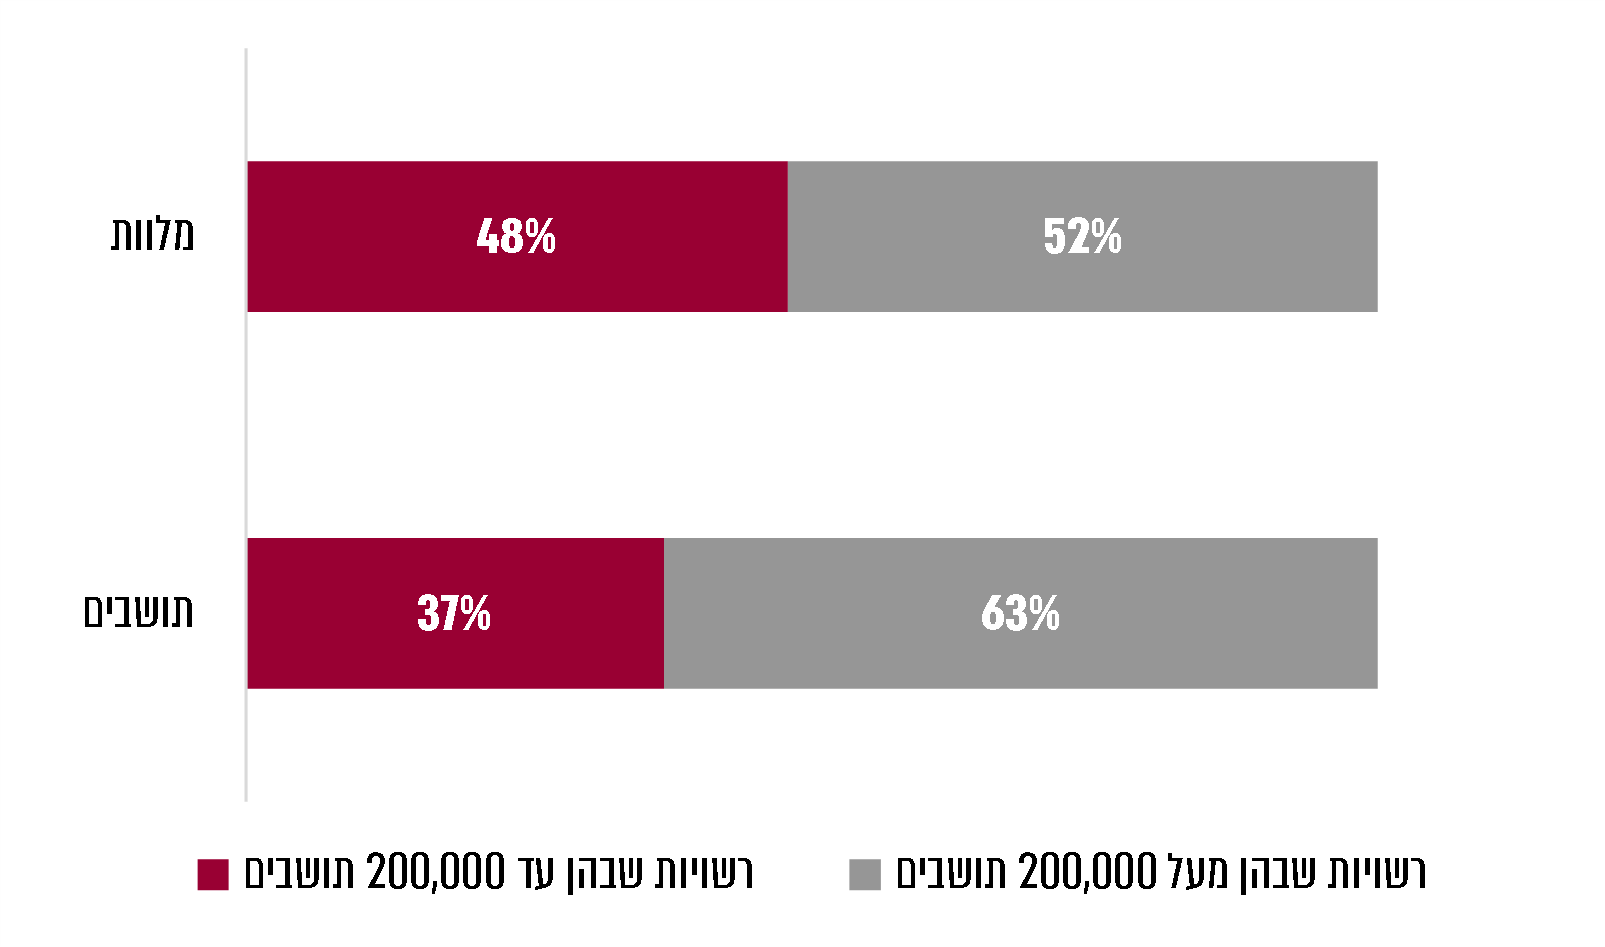 מלוות
48%
52%
תושבים
37%
63%
רשויות שבהן עד 200,000 תושבים
רשויות שבהן מעל 200,000 תושבים